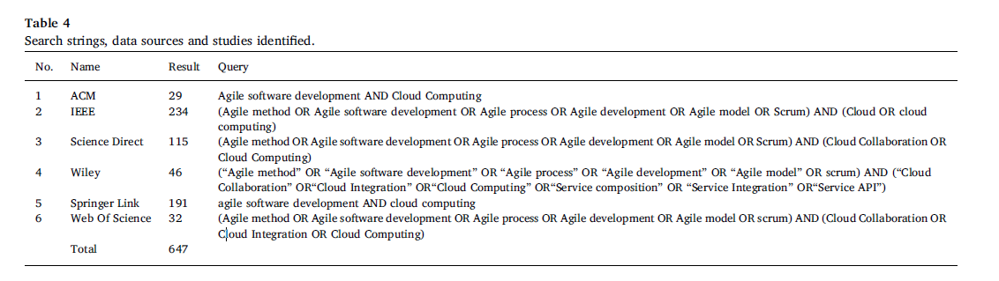 Table 4
Search strings, data sources and studies identified.
No. Name Result Query
1 ACM 29 Agile software development AND Cloud Computing
2 IEEE 234 (Agile method OR Agile software development OR Agile process OR Agile development OR Agile model OR Scrum) AND (Cloud OR cloud
computing)
3 Science Direct 115 (Agile method OR Agile software development OR Agile process OR Agile development OR Agile model OR Scrum) AND (Cloud Collaboration OR
Cloud Computing)
4 Wiley 46 (“Agile method” OR “Agile software development” OR “Agile process” OR “Agile development” OR “Agile model” OR scrum) AND (“Cloud
Collaboration” OR“Cloud Integration” OR“Cloud Computing” OR“Service composition” OR “Service Integration” OR“Service API”)
5 Springer Link 191 agile software development AND cloud computing
6 Web Of Science 32 (Agile method OR Agile software development OR Agile process OR Agile development OR Agile model OR scrum) AND (Cloud Collaboration OR
Cloud Integration OR Cloud Computing)
Total 647